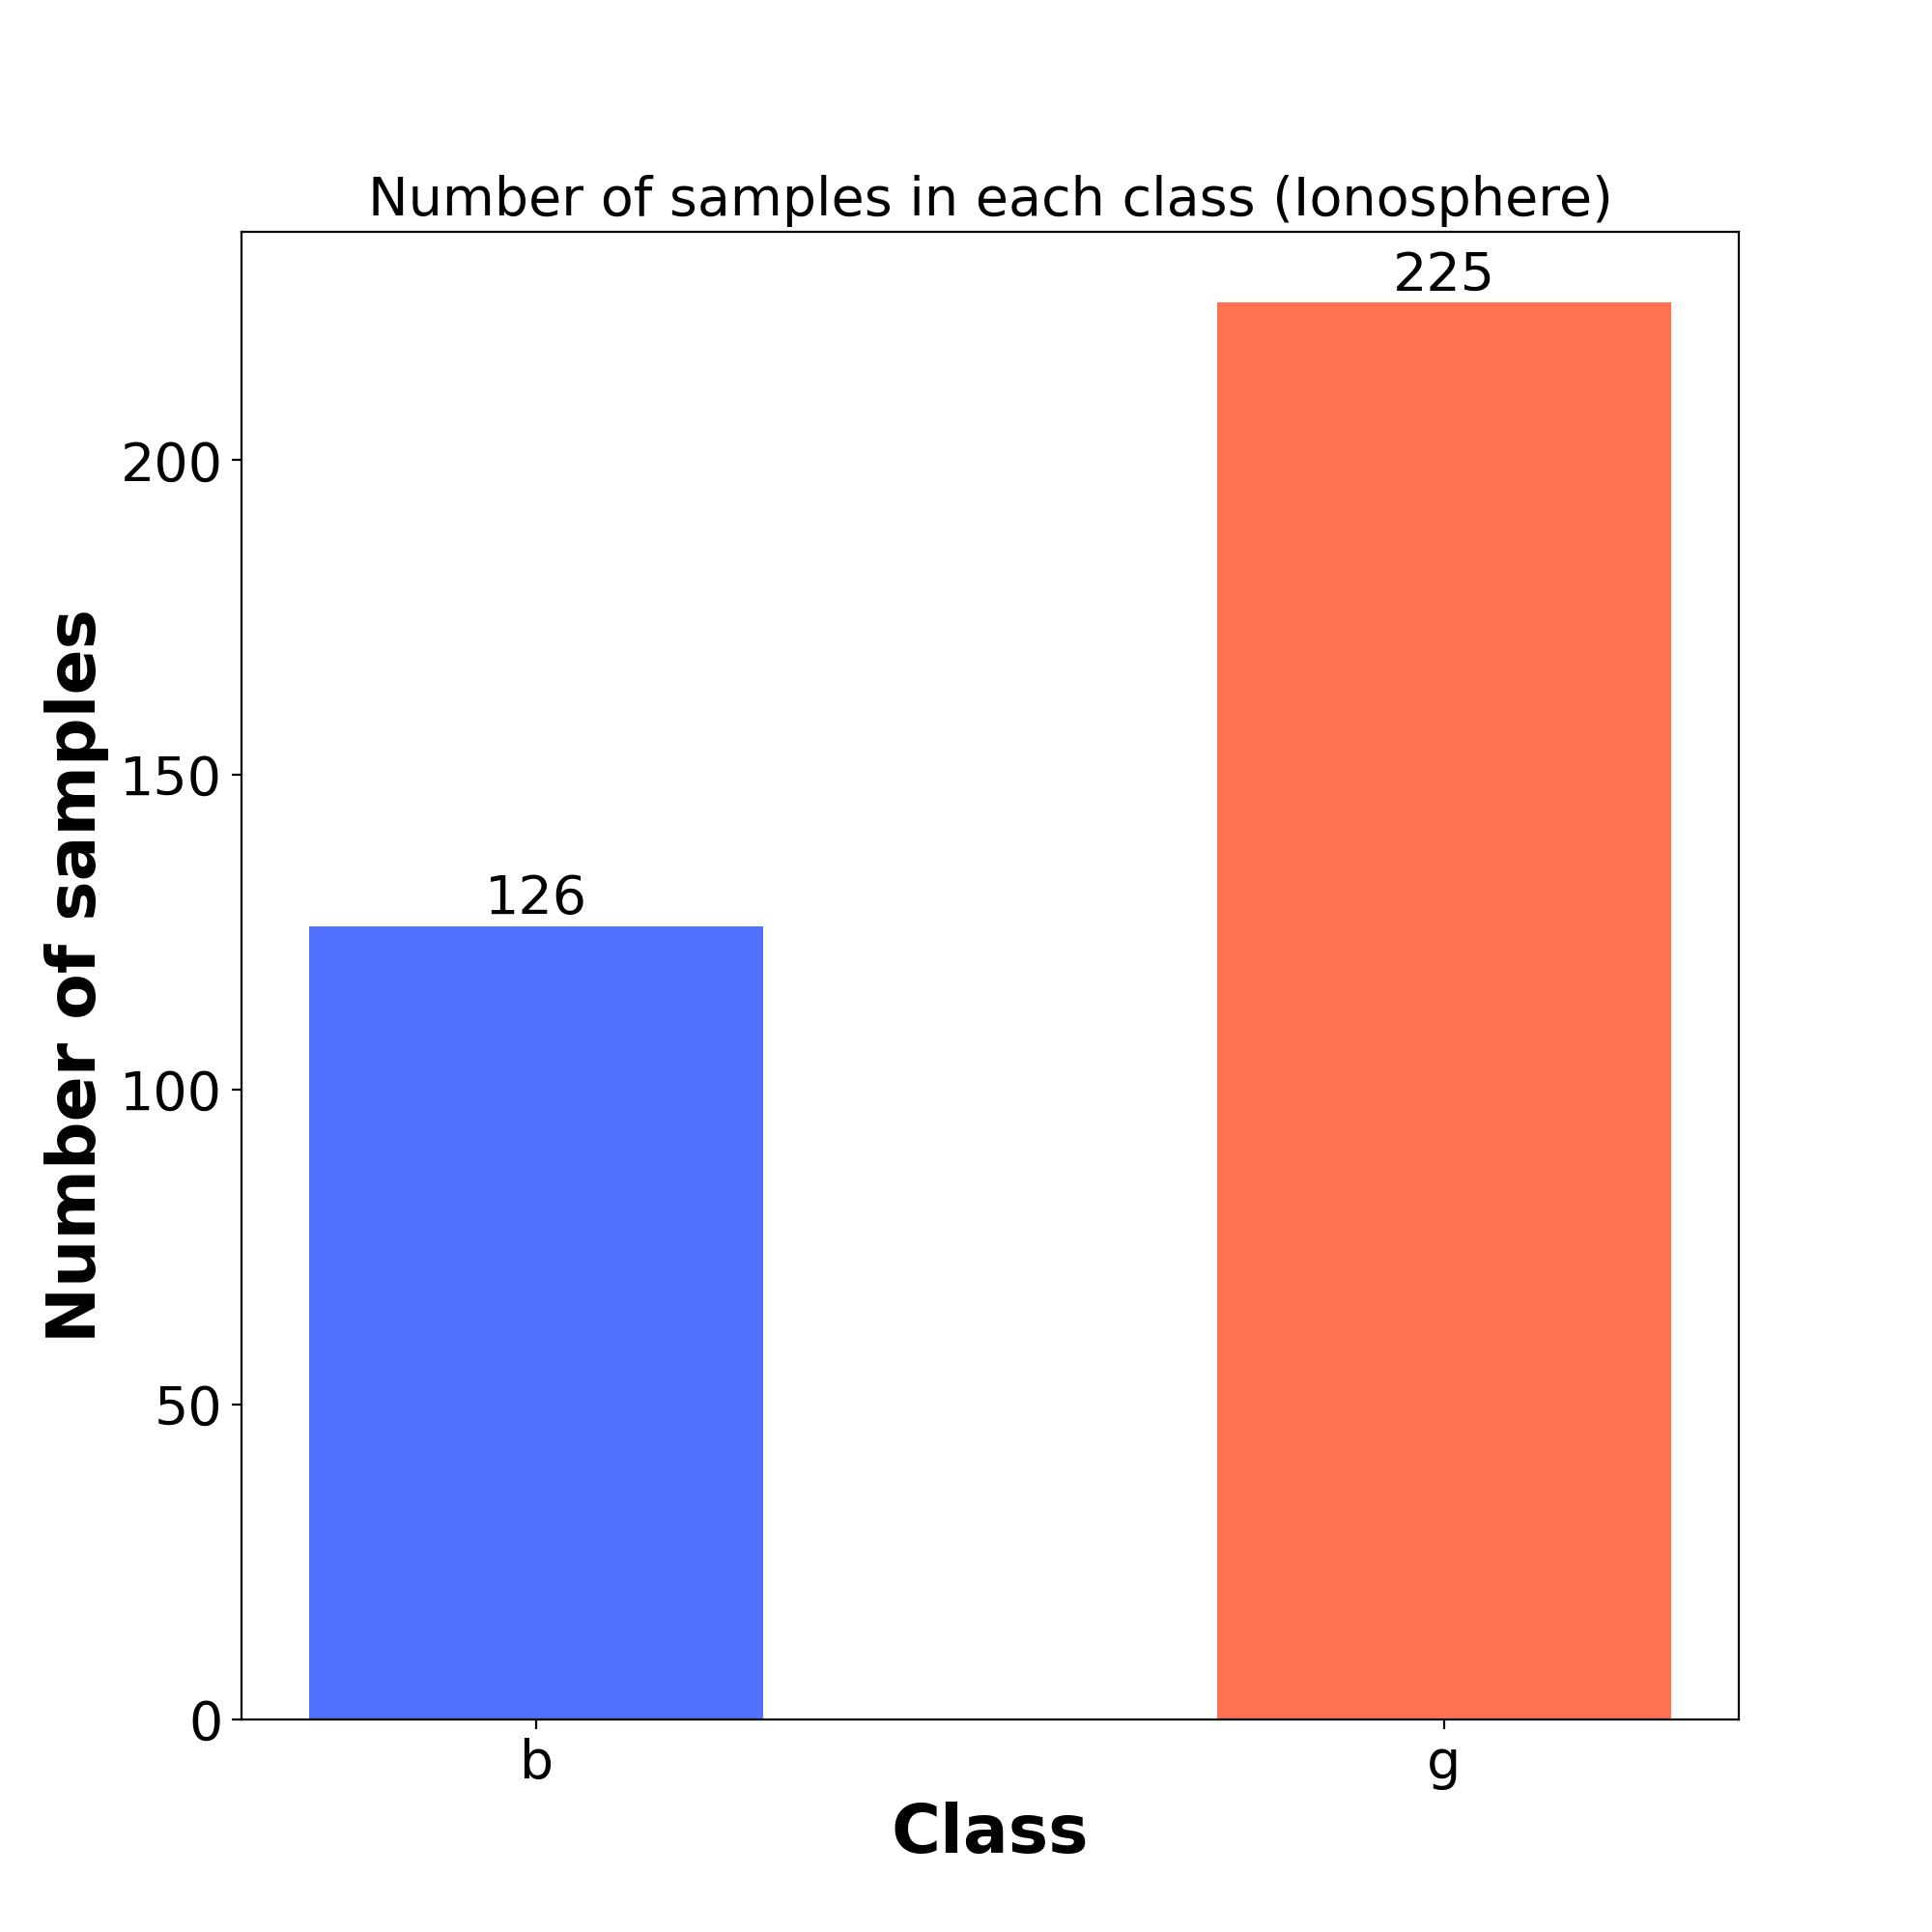 Number of samples in each class (Ionosphere)
225
200
150
126
100
50
0
Number of samples
b
g
Class